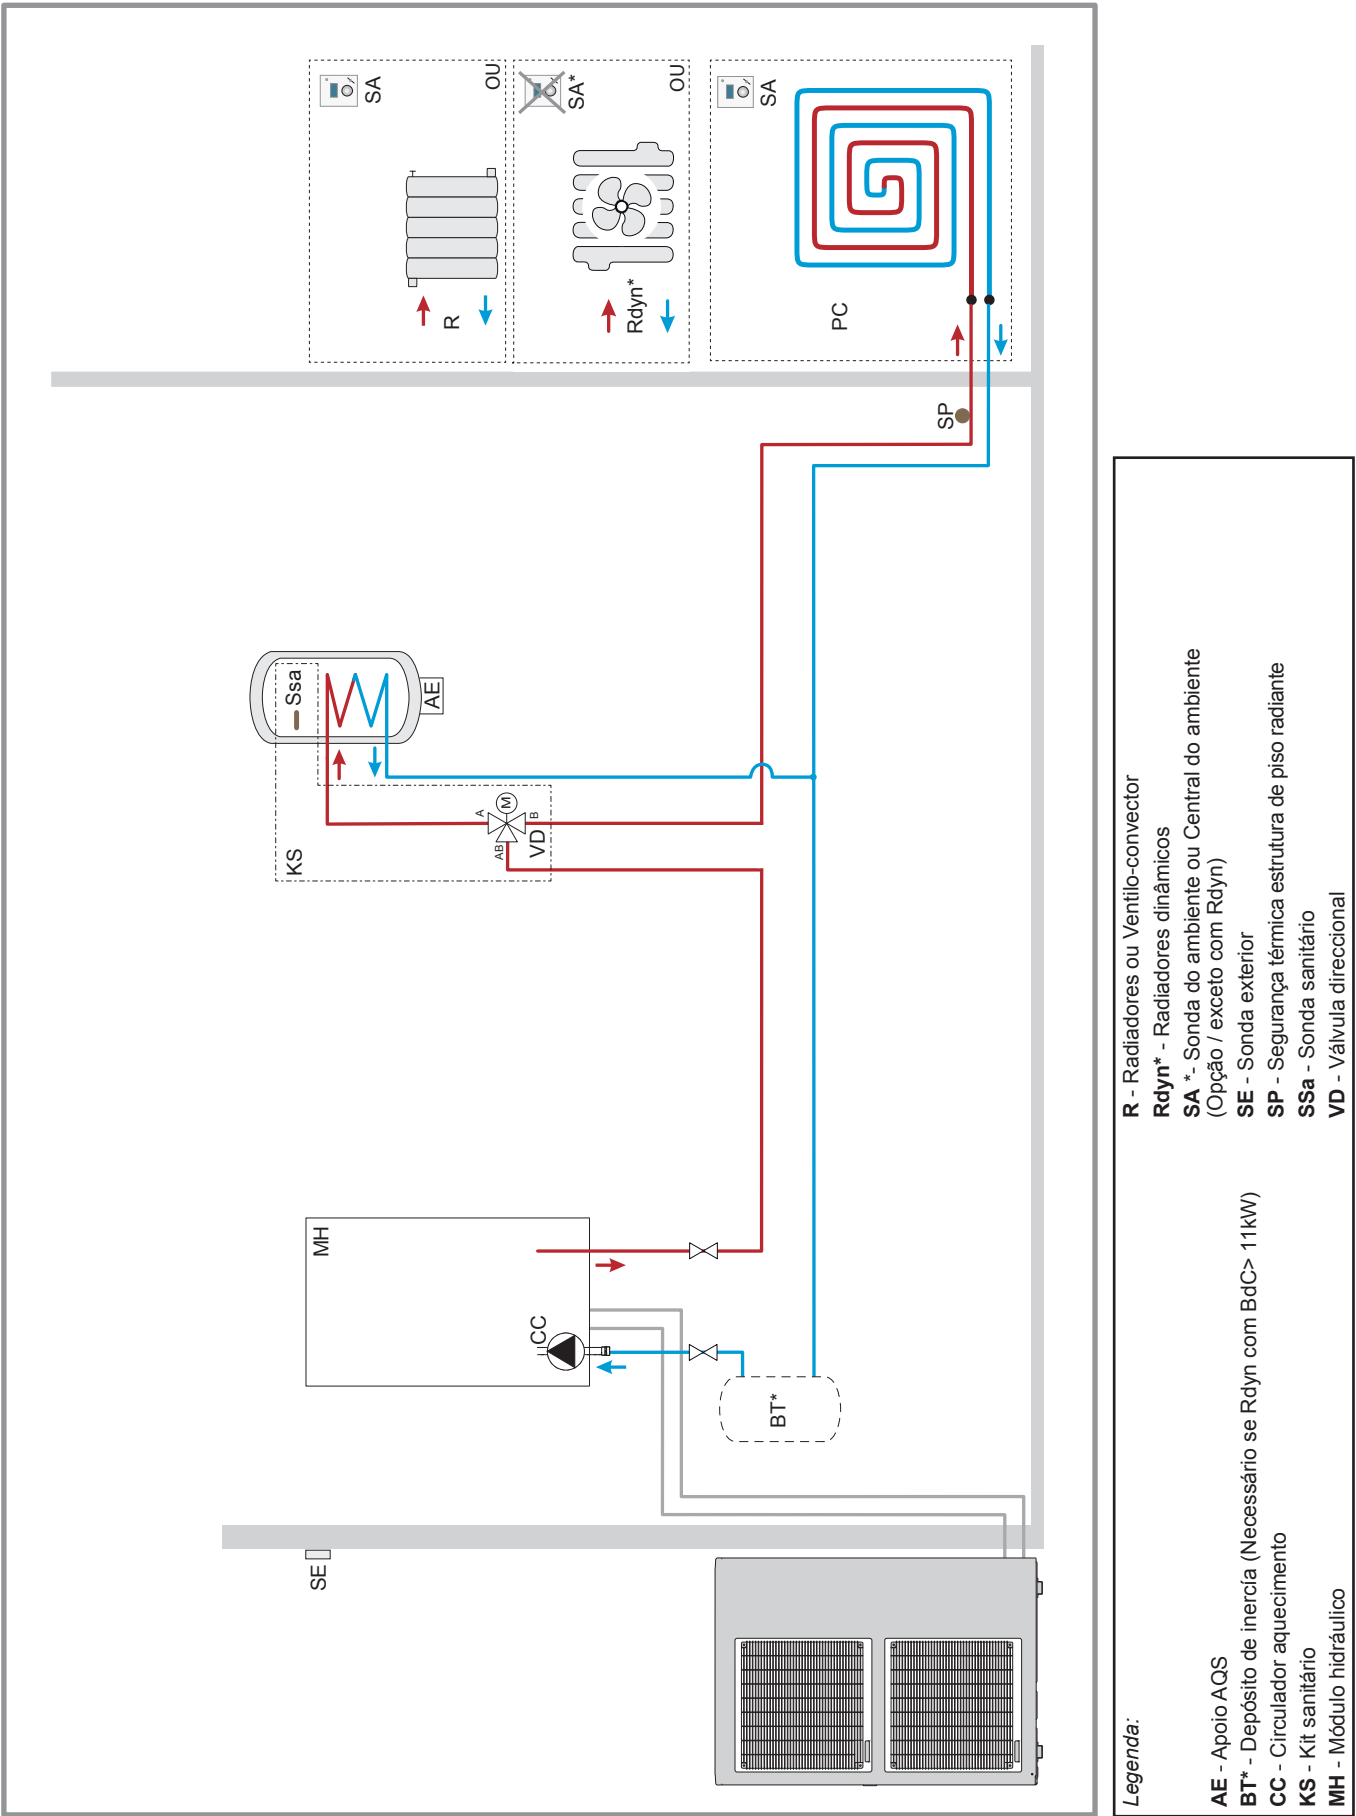 SE
MH
CC
BT*
KS
A
M
AB
B
VD
Ssa
AE
SP
SA
R
OU
SA*
Rdyn*
OU
SA
PC
Legenda:
AE - Apoio AQS
BT* - Depósito de inercía (Necessário se Rdyn com BdC> 11kW)
CC - Circulador aquecimento
KS - Kit sanitário
MH - Módulo hidráulico
R - Radiadores ou Ventilo-convector
Rdyn* - Radiadores dinâmicos
SA *- Sonda do ambiente ou Central do ambiente
(Opção / exceto com Rdyn)
SE - Sonda exterior
SP - Segurança térmica estrutura de piso radiante
SSa - Sonda sanitário
VD - Válvula direccional